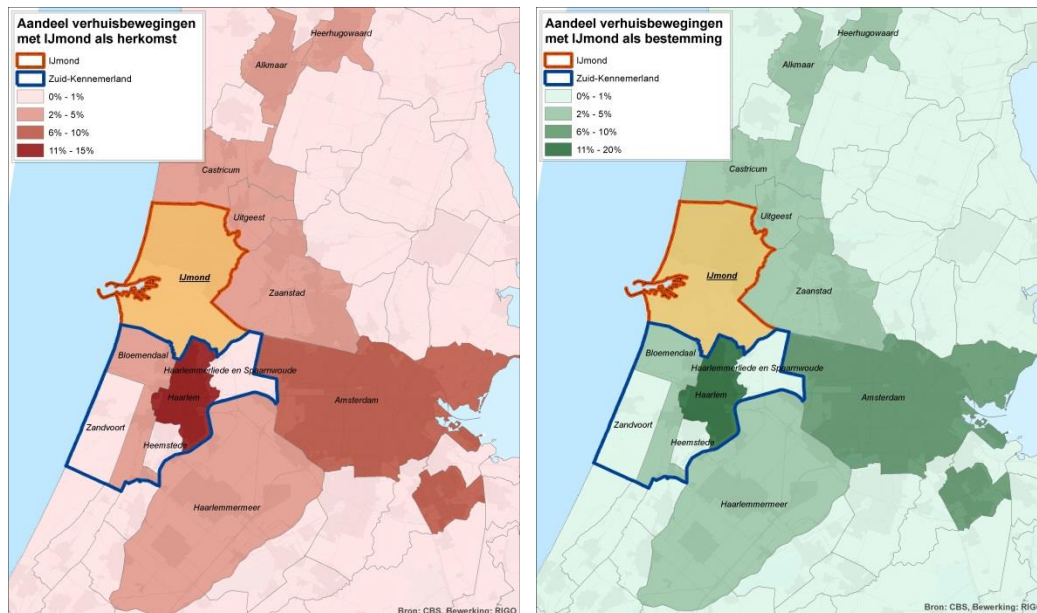 Aandeel verhuisbewegingen
met IJmond als herkomst
IJmond
Zuid-Kennemerland
0% - 1%
2% - 5%
6% - 10%
11% - 15%
Heerhugowaard
Alkmaar
Castricum
Uitgeest
IJmond
Zaanstad
Bloemendaal
Haarlemmerliede en Spaarnwoude
Haarlem
Amsterdam
Zandvoort
Heemstede
Haarlemmermeer
Bron: CBS, Bewerking: RIGO
Aandeel verhuisbewegingen
met IJmond als bestemming
IJmond
Zuid-Kennemerland
0% - 1%
2% - 5%
6% - 10%
11% - 20%
Heerhugowaard
Alkmaar
Castricum
Uitgeest
IJmond
Zaanstad
Bloemendaal
Haarlemmerliede en Spaarnwoude
Haarlem
Amsterdam
Zandvoort
Heemstede
Haarlemmermeer
Bron: CBS, Bewerking: RIGO